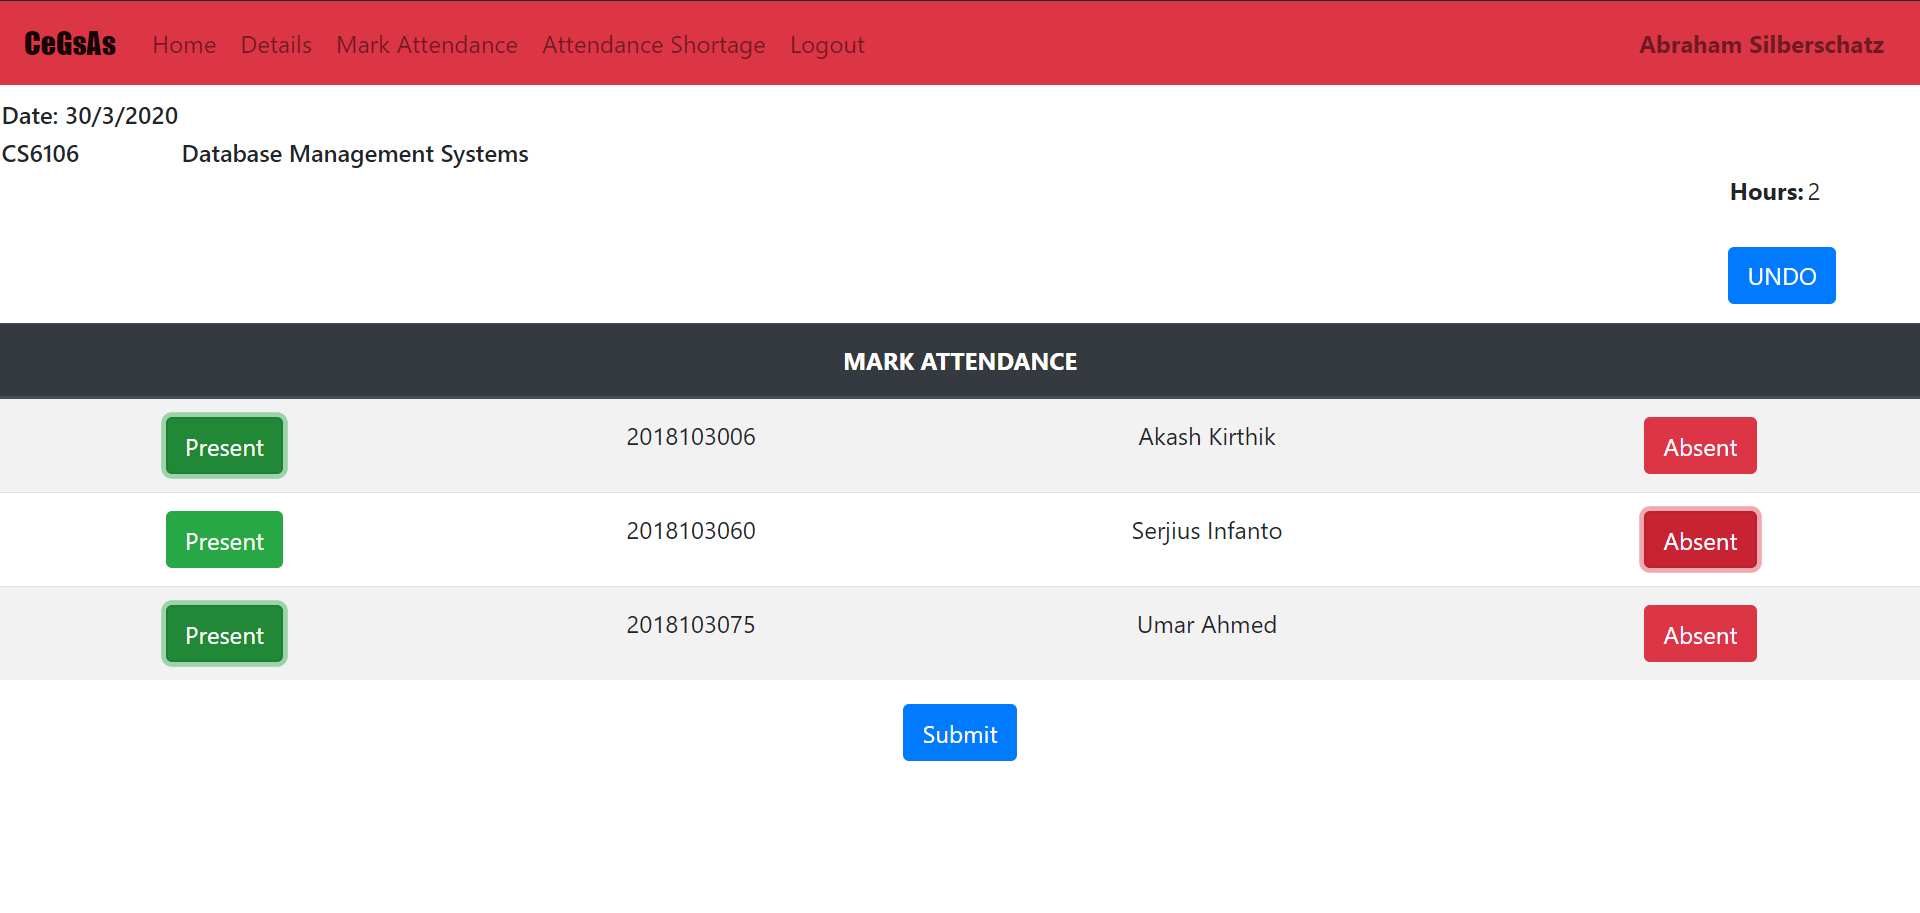 CeGsAs Home Details Mark Attendance Attendance Shortage Logout Abraham Silberschatz
Date: 30/3/2020
CS6106 Database Management Systems
Hours: 2
UNDO
MARK ATTENDANCE
Present 2018103006 Akash Kirthik Absent
Present 2018103060 Serjius Infanto Absent
Present 2018103075 Umar Ahmed Absent
Submit